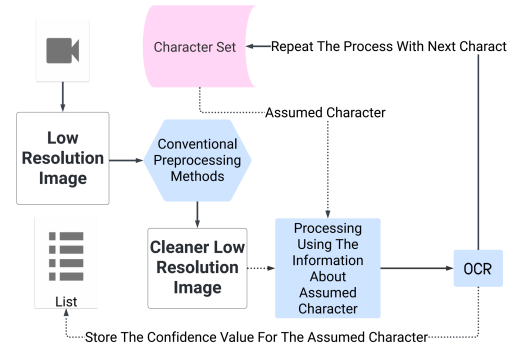 Character Set
Repeat The Process With Next Charact
Assumed Character
Low
Resolution
Image
Conventional
Preprocessing
Methods
Cleaner Low
Resolution
Image
Processing
Using The
Information
About
Assumed
Character
OCR
List
Store The Confidence Value For The Assumed Character